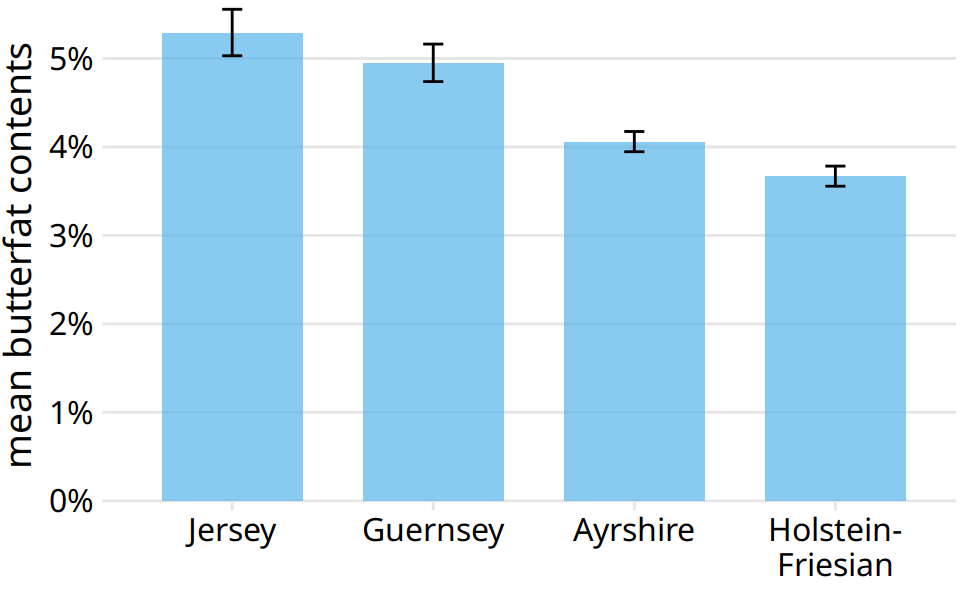 mean butterfat contents
5%
4%
3%
2%
1%
0%
Jersey
Guernsey
Ayrshire
Holstein-
Friesian